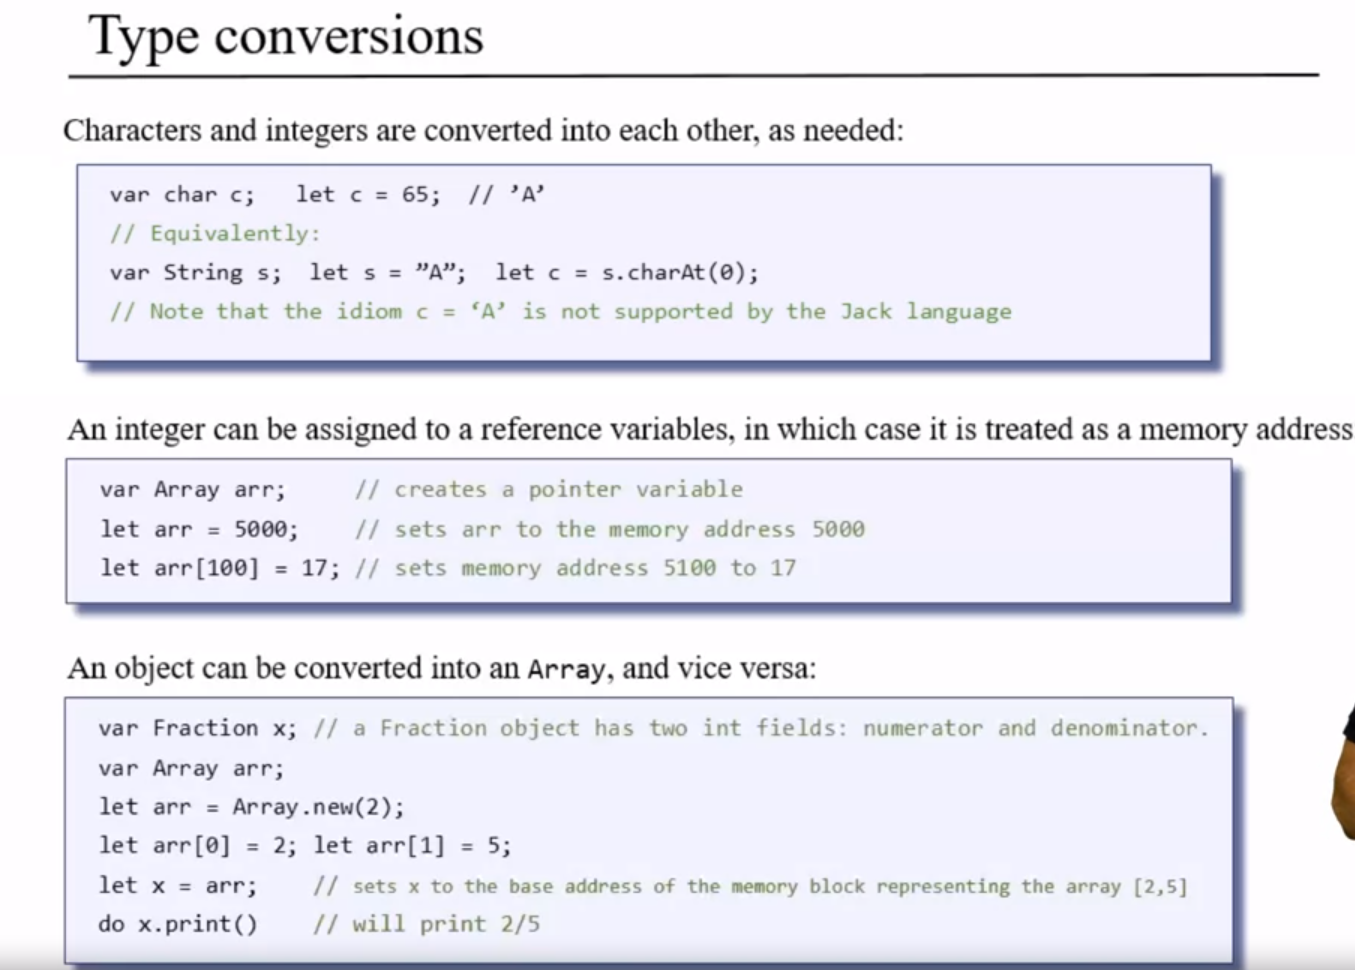 Type conversions
Characters and integers are converted into each other, as needed:
var char c;   let c = 65;  // ’A’
// Equivalently:
var String s;  let s = ”A”;  let c = s.charAt(0);
// Note that the idiom c = ‘A’ is not supported by the Jack language
An integer can be assigned to a reference variables, in which case it is treated as a memory address
var Array arr;     // creates a pointer variable
let arr = 5000;    // sets arr to the memory address 5000
let arr[100] = 17; // sets memory address 5100 to 17
An object can be converted into an Array, and vice versa:
var Fraction x; // a Fraction object has two int fields: numerator and denominator.
var Array arr;
let arr = Array.new(2);
let arr[0] = 2; let arr[1] = 5;
let x = arr;    // sets x to the base address of the memory block representing the array [2,5]
do x.print()    // will print 2/5